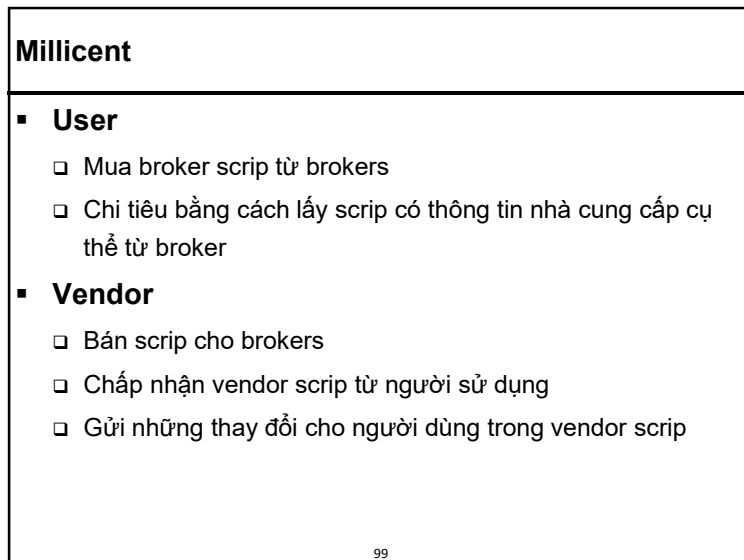 Millicent
▪ User
❑ Mua broker scrip từ brokers
❑ Chi tiêu bằng cách lấy scrip có thông tin nhà cung cấp cụ
thể từ broker
▪ Vendor
❑ Bán scrip cho brokers
❑ Chấp nhận vendor scrip từ người sử dụng
❑ Gửi những thay đổi cho người dùng trong vendor scrip
99